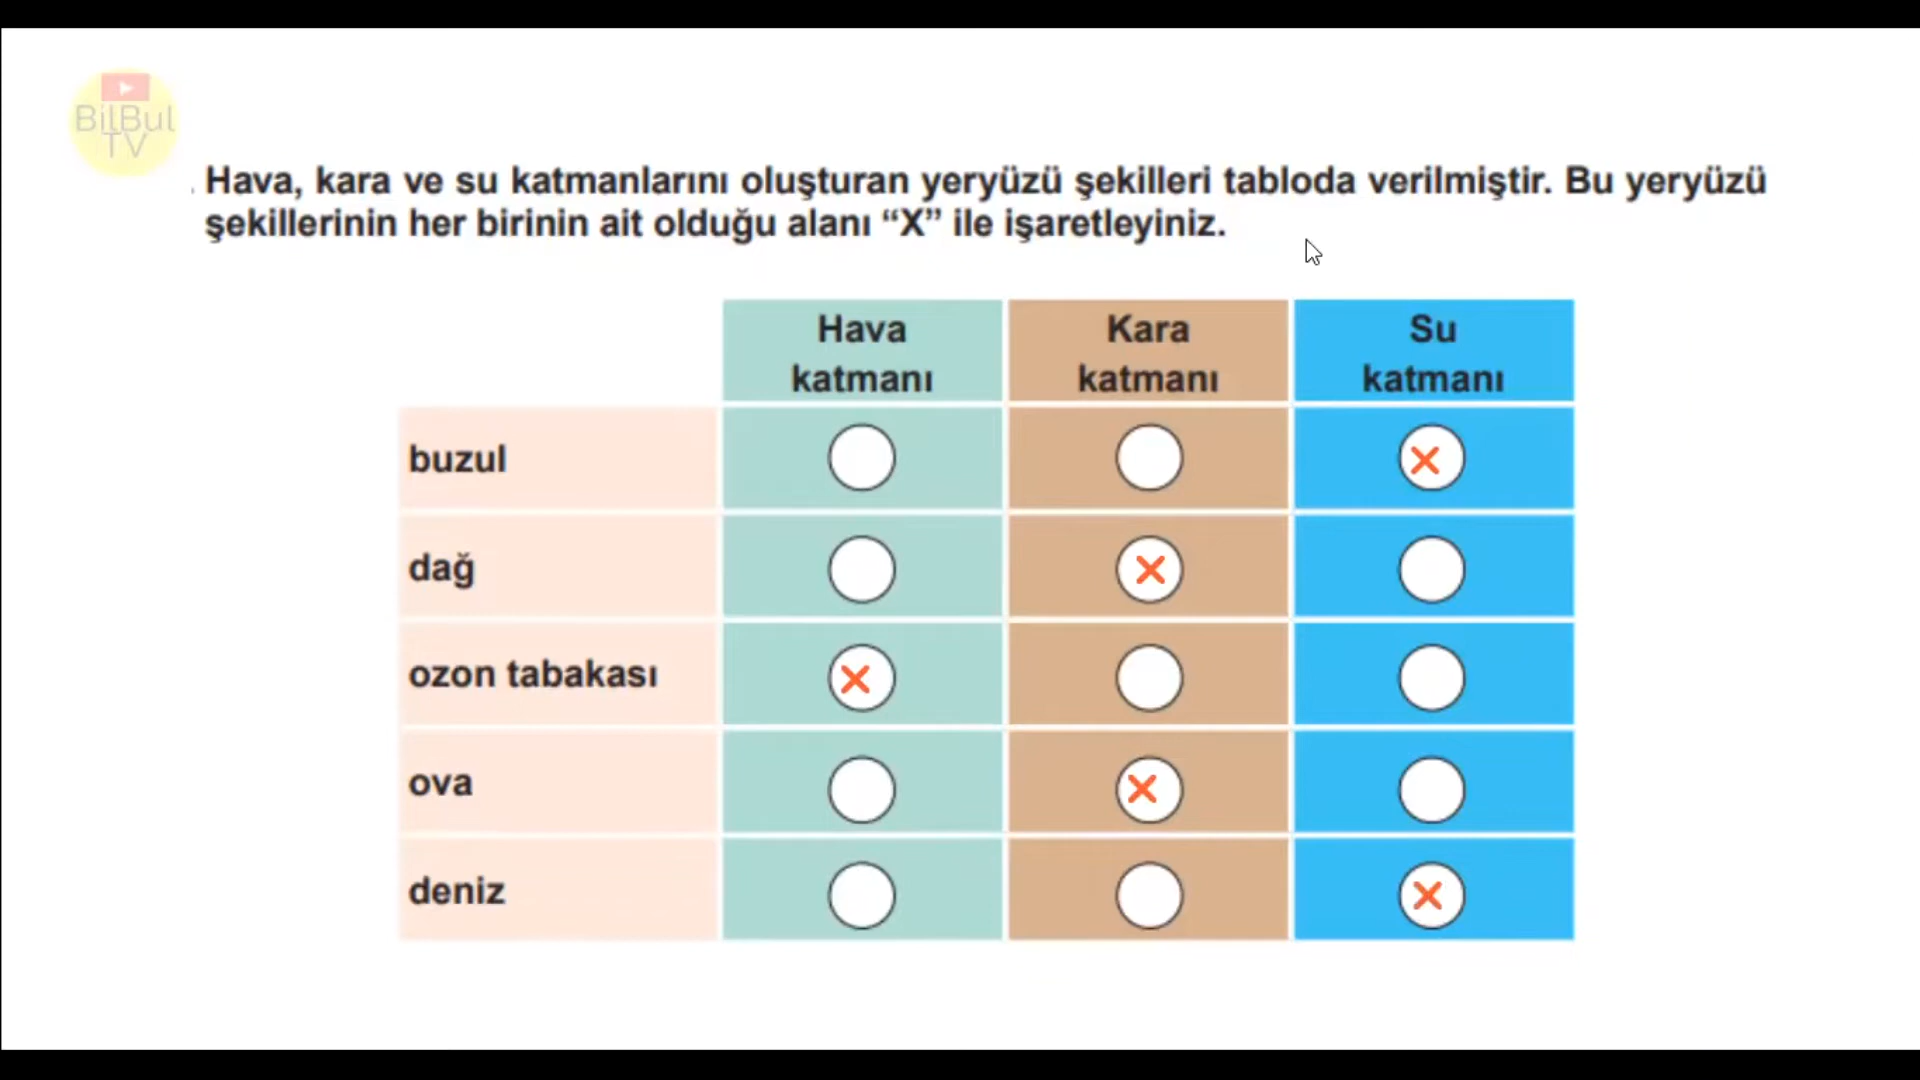 BilBul
TV
. Hava, kara ve su katmanlarını oluşturan yeryüzü şekilleri tabloda verilmiştir. Bu yeryüzü
şekillerinin her birinin ait olduğu alanı “X” ile işaretleyiniz.
Hava katmanı
Kara katmanı
Su katmanı
buzul
dağ
ozon tabakası
ova
deniz